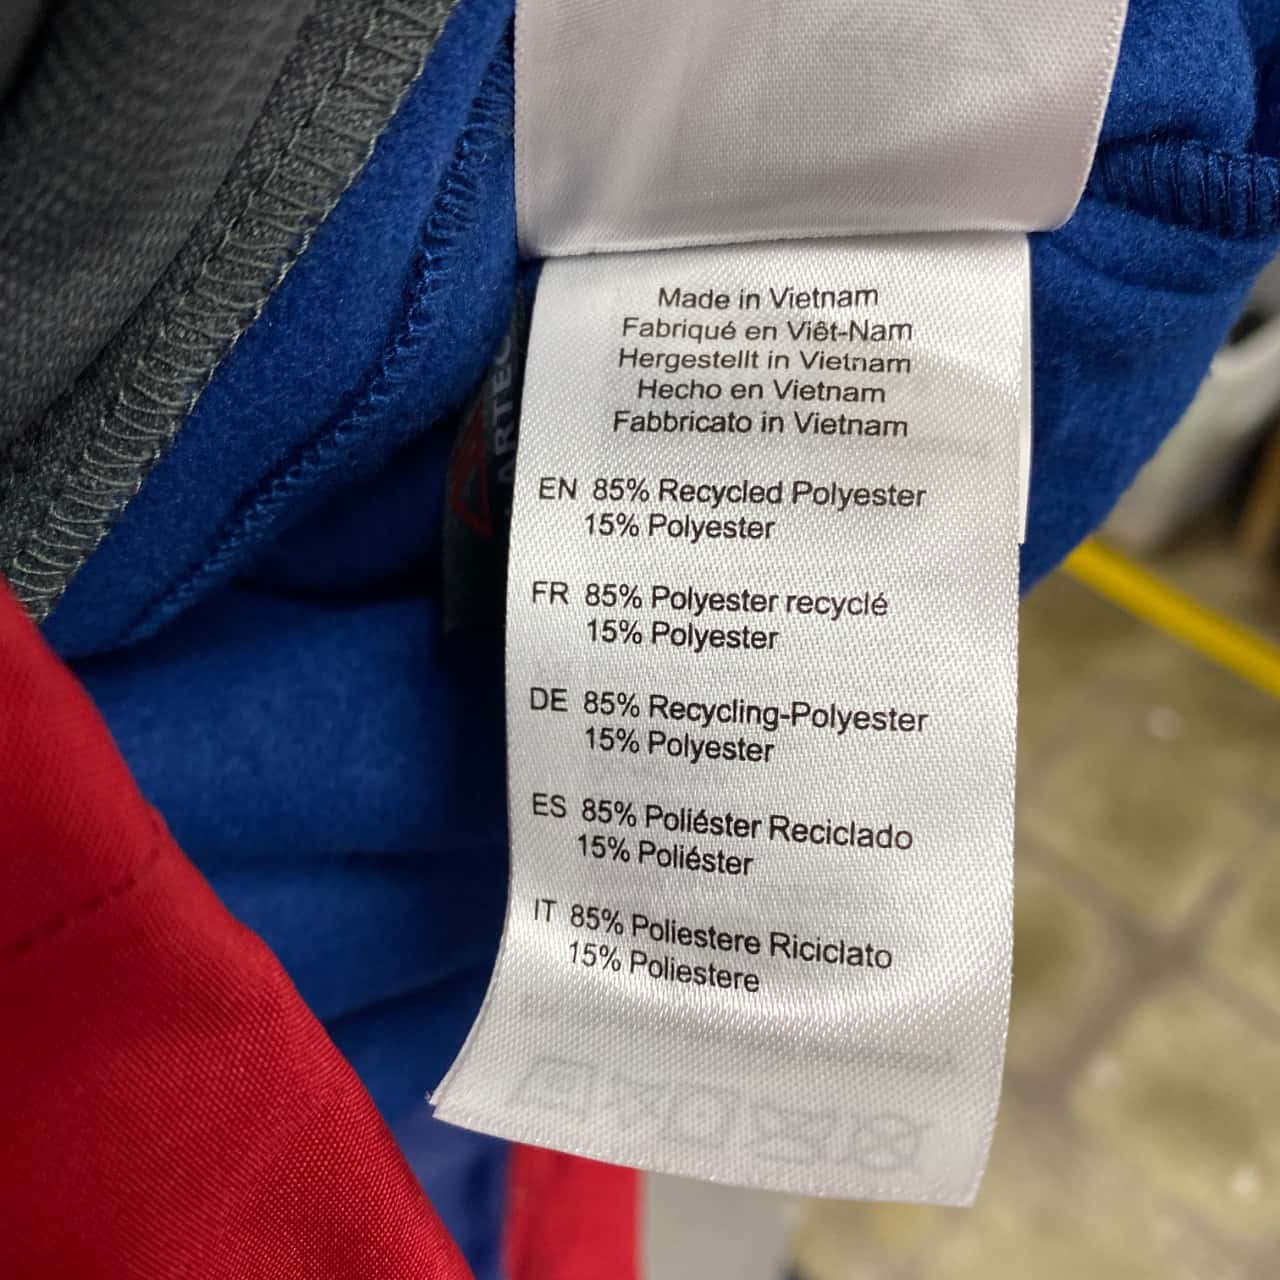 Made in Vietnam
Fabriqué en Viêt-Nam
Hergestellt in Vietnam
Hecho en Vietnam
Fabbricato in Vietnam
EN 85% Recycled Polyester
15% Polyester
FR 85% Polyester recyclé
15% Polyester
DE 85% Recycling-Polyester
15% Polyester
ES 85% Poliéster Reciclado
15% Poliéster
IT 85% Poliestere Riciclato
15% Poliestere